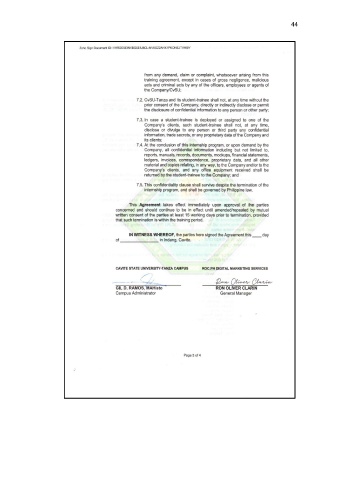 44
from any demand, claim or complaint, whatsoever arising from this
training agreement, except in cases of gross negligence, malicious
acts and criminal acts by any of the officers, employees or agents of
the Company/CvSU.
7.2. CvSU-Tanza and its student-trainee shall not, at any time without the
prior consent of the Company, directly or indirectly disclose or permit
the disclosure of confidential information to any person or other party;
7.3. In case a student-trainee is deployed or assigned to one of the
Company's clients, such student-trainee shall not, at any time,
disclose or divulge to any person or third party any confidential
information, trade secrets, or any proprietary data of the Company and
its clients;
7.4. At the conclusion of this internship program, or upon demand by the
Company, all confidential information including but not limited to,
reports, manuals, records, documents, mockups, financial statements,
ledgers, invoices, correspondence, proprietary data, and all other
material and copies relating, in any way, to the Company and/or to the
Company's clients, and any office equipment received shall be
returned by the student-trainee to the Company; and
7.5. This confidentiality clause shall survive despite the termination of the
internship program, and shall be governed by Philippine law.
This Agreement takes effect immediately upon approval of the parties
concerned and should continue to be in effect until amended/repealed by mutual
written consent of the parties at least 15 working days prior to termination, provided
that such termination is within the training period.
IN WITNESS WHEREOF, the parties have signed the Agreement this ____ day
of ______________ in Indang, Cavite.
CAVITE STATE UNIVERSITY-TANZA CAMPUS ROC.PH DIGITAL MARKETING SERVICES
Ron Oliver Clarin
GIL D. RAMOS, MAHisto RON OLIVER CLARIN
Campus Administrator General Manager
Page 3 of 4